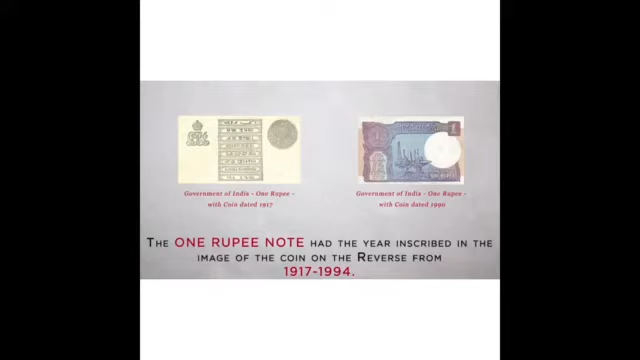 Government of India - One Rupee -
with Coin dated 1917
Government of India - One Rupee -
with Coin dated 1990
THE ONE RUPEE NOTE HAD THE YEAR INSCRIBED IN THE
IMAGE OF THE COIN ON THE REVERSE FROM
1917-1994.